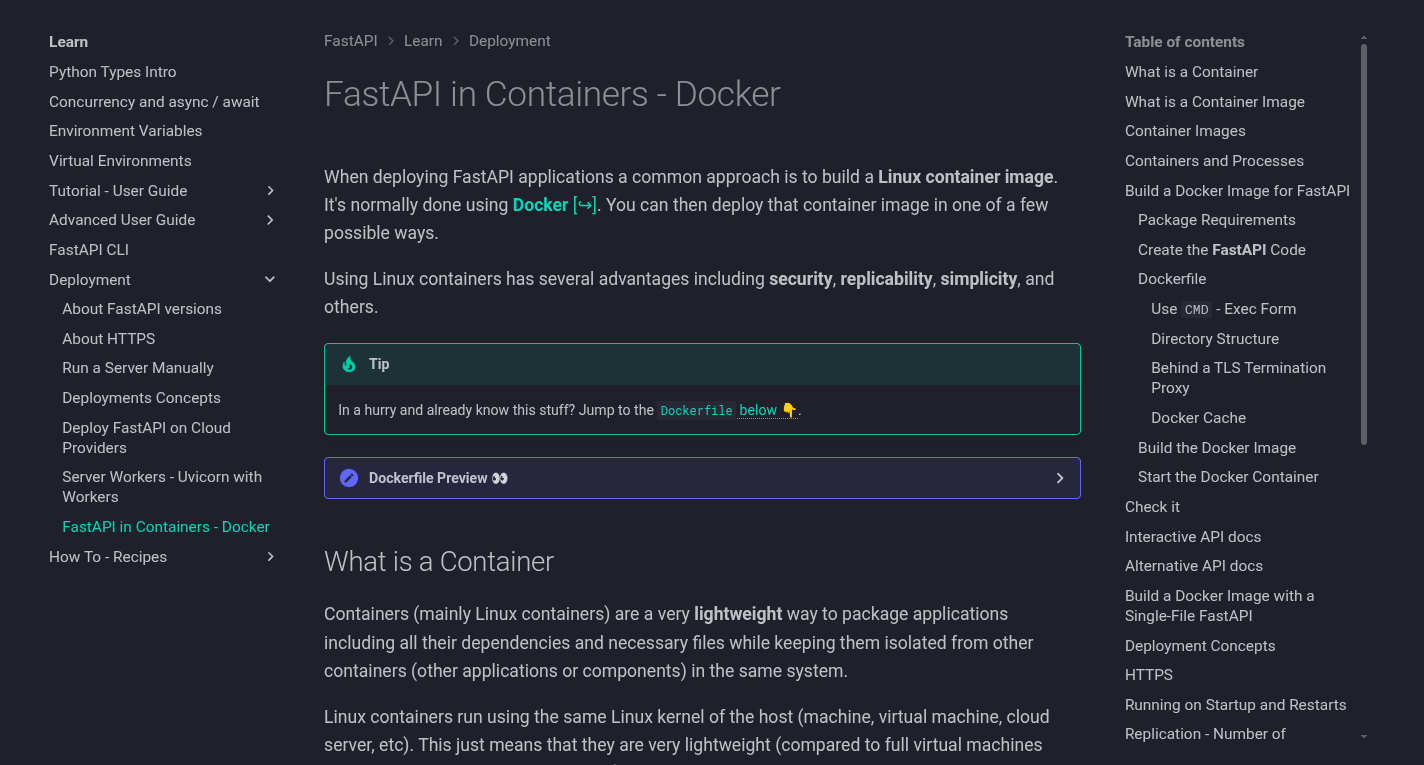 Learn
Python Types Intro
Concurrency and async / await
Environment Variables
Virtual Environments
Tutorial - User Guide
Advanced User Guide
FastAPI CLI
Deployment
About FastAPI versions
About HTTPS
Run a Server Manually
Deployments Concepts
Deploy FastAPI on Cloud
Providers
Server Workers - Uvicorn with
Workers
FastAPI in Containers - Docker
How To - Recipes
FastAPI > Learn > Deployment
FastAPI in Containers - Docker
When deploying FastAPI applications a common approach is to build a Linux container image.
It's normally done using Docker [↪]. You can then deploy that container image in one of a few
possible ways.
Using Linux containers has several advantages including security, replicability, simplicity, and
others.
Tip
In a hurry and already know this stuff? Jump to the Dockerfile below 👇.
Dockerfile Preview 👀
What is a Container
Containers (mainly Linux containers) are a very lightweight way to package applications
including all their dependencies and necessary files while keeping them isolated from other
containers (other applications or components) in the same system.
Linux containers run using the same Linux kernel of the host (machine, virtual machine, cloud
server, etc). This just means that they are very lightweight (compared to full virtual machines
Table of contents
What is a Container
What is a Container Image
Container Images
Containers and Processes
Build a Docker Image for FastAPI
Package Requirements
Create the FastAPI Code
Dockerfile
Use CMD - Exec Form
Directory Structure
Behind a TLS Termination
Proxy
Docker Cache
Build the Docker Image
Start the Docker Container
Check it
Interactive API docs
Alternative API docs
Build a Docker Image with a
Single-File FastAPI
Deployment Concepts
HTTPS
Running on Startup and Restarts
Replication - Number of